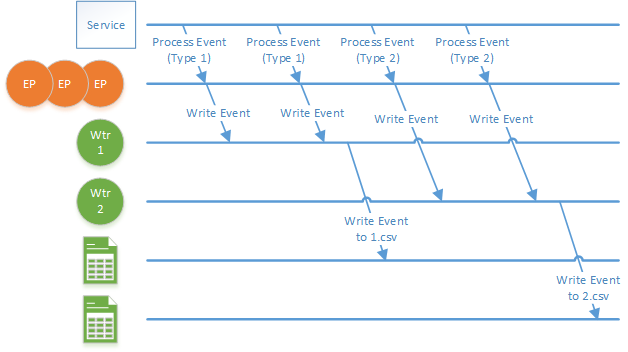 Service
Process Event
(Type 1)
Process Event
(Type 1)
Process Event
(Type 2)
Process Event
(Type 2)
EP
EP
EP
Write Event
Write Event
Write Event
Write Event
Wtr
1
Wtr
2
Write Event
to 1.csv
Write Event
to 2.csv